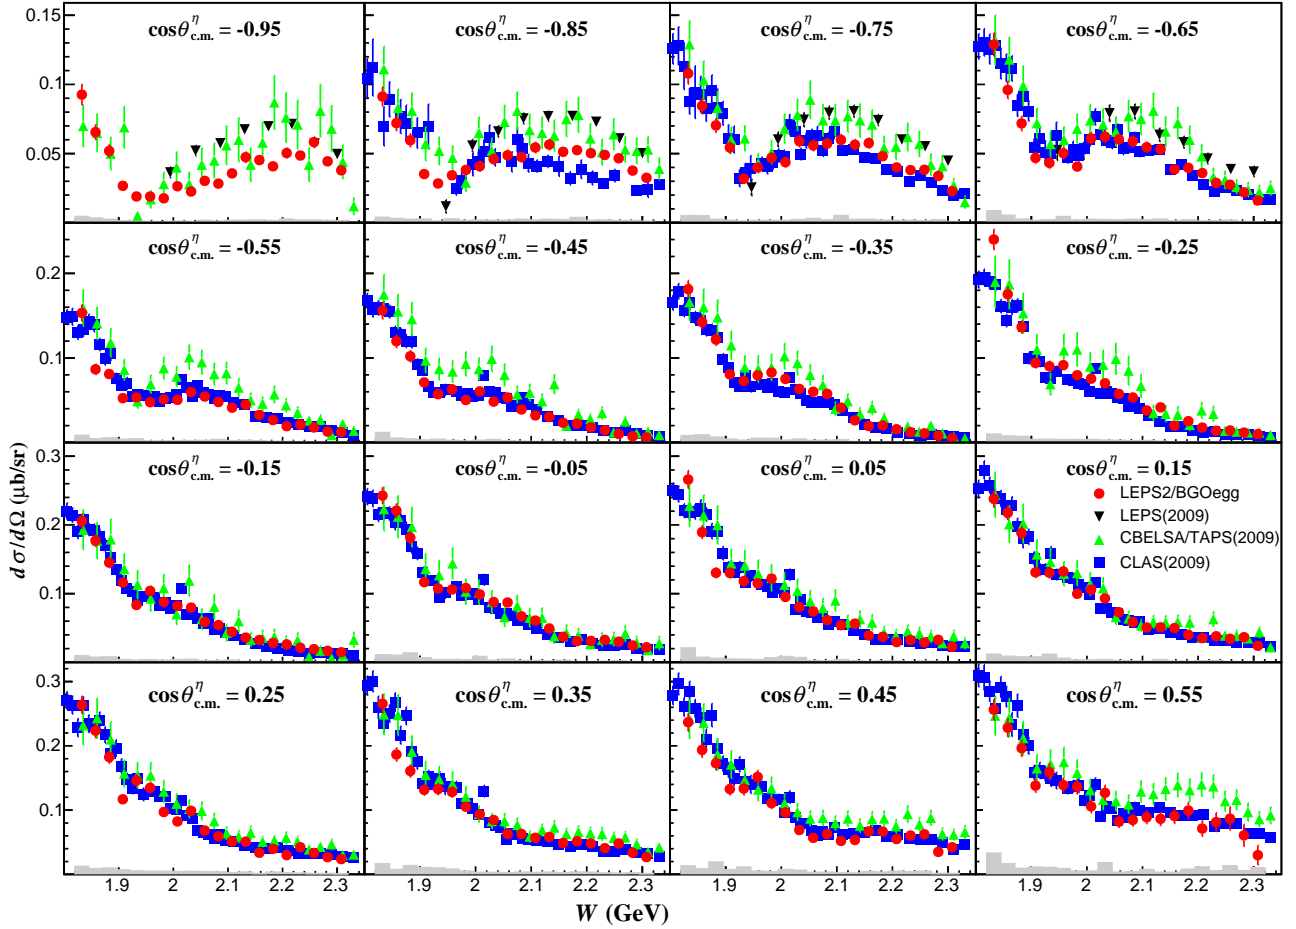 cosθ^η_c.m. = -0.95
cosθ^η_c.m. = -0.85
cosθ^η_c.m. = -0.75
cosθ^η_c.m. = -0.65
0.15
0.1
0.05
cosθ^η_c.m. = -0.55
cosθ^η_c.m. = -0.45
cosθ^η_c.m. = -0.35
cosθ^η_c.m. = -0.25
0.2
0.1
cosθ^η_c.m. = -0.15
cosθ^η_c.m. = -0.05
cosθ^η_c.m. = 0.05
cosθ^η_c.m. = 0.15
0.3
0.2
0.1
LEPS2/BGOegg
LEPS(2009)
CBELSA/TAPS(2009)
CLAS(2009)
cosθ^η_c.m. = 0.25
cosθ^η_c.m. = 0.35
cosθ^η_c.m. = 0.45
cosθ^η_c.m. = 0.55
0.3
0.2
0.1
1.9 2 2.1 2.2 2.3
1.9 2 2.1 2.2 2.3
1.9 2 2.1 2.2 2.3
1.9 2 2.1 2.2 2.3
dσ/dΩ (μb/sr)
W (GeV)